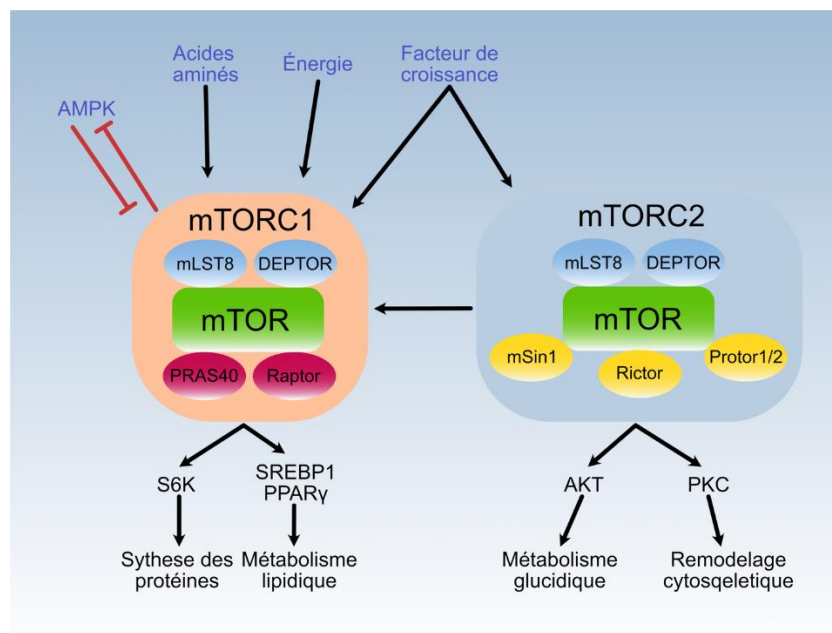 Acides
aminés
Énergie
Facteur de
croissance
AMPK
mTORC1
mLST8
DEPTOR
mTOR
PRAS40
Raptor
mTORC2
mLST8
DEPTOR
mTOR
mSin1
Rictor
Protor1/2
S6K
SREBP1
PPARγ
AKT
PKC
Sythese des
protéines
Métabolisme
lipidique
Métabolisme
glucidique
Remodelage
cytosqeletique